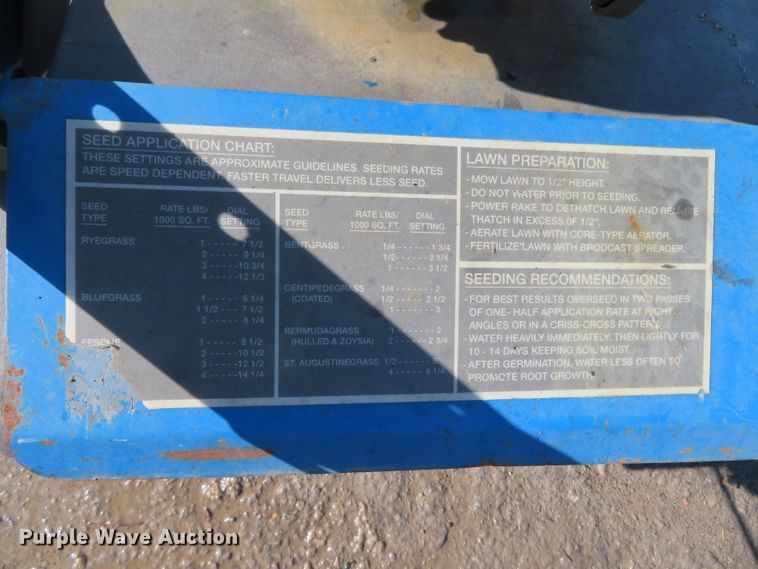 SEED APPLICATION CHART:
THESE SETTINGS ARE APPROXIMATE GUIDELINES. SEEDING RATES
ARE SPEED DEPENDENT. FASTER TRAVEL DELIVERS LESS SEED.
SEED TYPE RATE LBS/ 1000 SQ. FT. DIAL SETTING
RYEGRASS 1 ------ 7 1/2
2 ------ 9 1/4
3 ------ 10 3/4
4 ------ 12 1/3
BLUEGRASS 1 ------ 6 1/4
1 1/2 --- 7 1/2
2 ------ 8 1/4
FESCUE 1 ------ 8 1/2
2 ------ 10 1/2
3 ------ 12 1/2
4 ------ 14 1/4
SEED TYPE RATE LBS/ 1000 SQ. FT. DIAL SETTING
BENTGRASS 1/4 ------ 1 3/4
1/2 ------ 2 1/4
1 ------ 3 1/2
CENTIPEDEGRASS 1/4 ------ 2
(COATED) 1/2 ------ 2 1/2
1 ------ 3
BERMUDAGRASS 1 ------ 2
(HULLED & ZOYSIA) 2 ------ 2 3/4
ST. AUGUSTINEGRASS 1/2 ------
4 ------ 6 1/4
LAWN PREPARATION:
- MOW LAWN TO 1/2" HEIGHT.
- DO NOT WATER PRIOR TO SEEDING.
- POWER RAKE TO DETHATCH LAWN AND
THATCH IN EXCESS OF 1/2".
- AERATE LAWN WITH CORE-TYPE AERATOR.
- FERTILIZE LAWN WITH BRODCAST SPREADER.
SEEDING RECOMMENDATIONS:
- FOR BEST RESULTS OVERSEED IN TWO PASSES
OF ONE- HALF APPLICATION RATE AT RIGHT
ANGLES OR IN A CRISS-CROSS PATTERN.
- WATER HEAVILY IMMEDIATELY; THEN LIGHTLY FOR
10 - 14 DAYS KEEPING SOIL MOIST.
- AFTER GERMINATION, WATER LESS OFTEN TO
PROMOTE ROOT GROWTH.
Purple Wave Auction